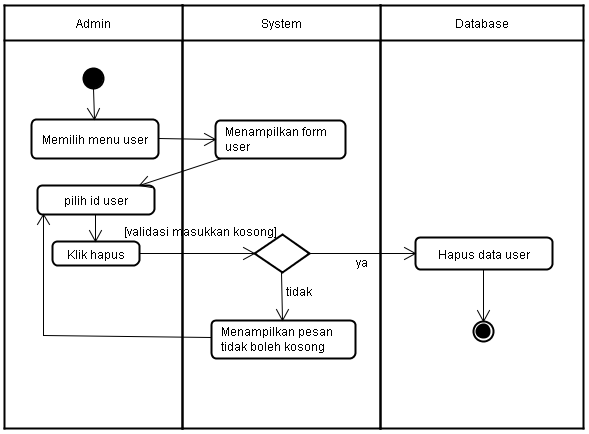 Admin
System
Database
Memilih menu user
Menampilkan form
user
pilih id user
[validasi masukkan kosong]
Klik hapus
ya
Hapus data user
tidak
Menampilkan pesan
tidak boleh kosong